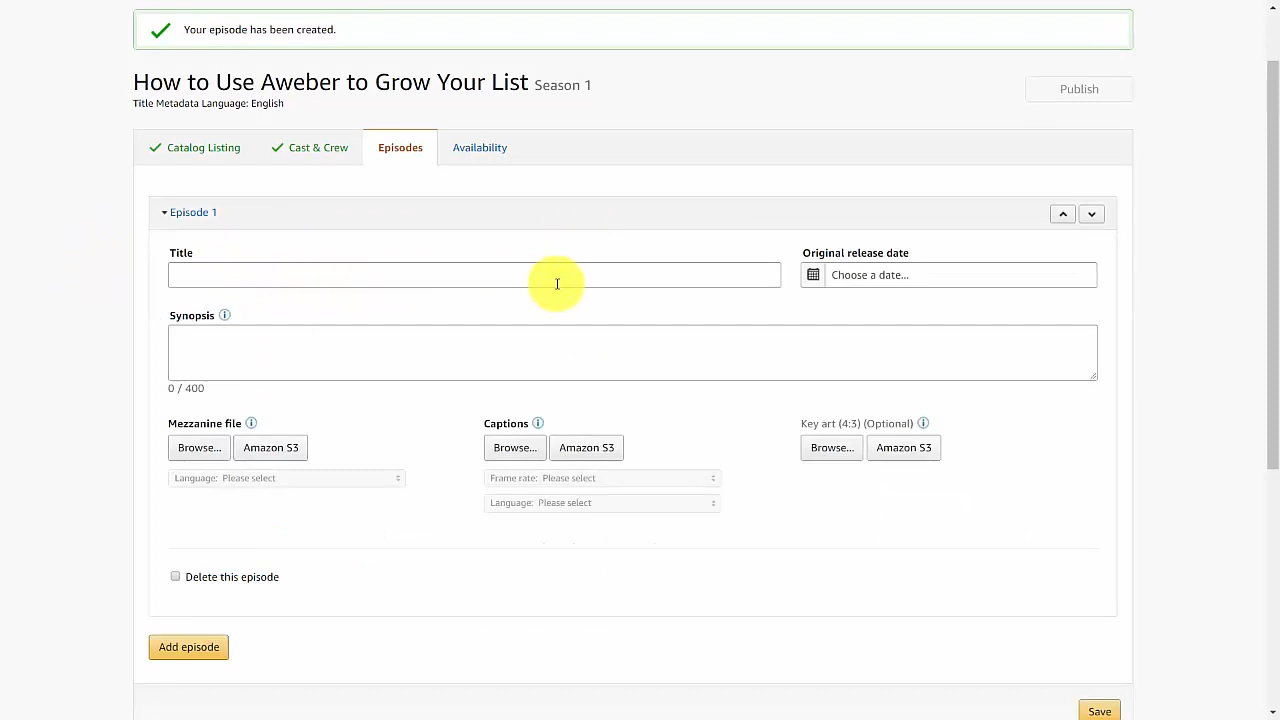 Your episode has been created.
How to Use Aweber to Grow Your List Season 1
Publish
Title Metadata Language: English
Catalog Listing Cast & Crew Episodes Availability
Episode 1
Title Original release date
Choose a date...
Synopsis
0 / 400
Mezzanine file Captions Key art (4:3) (Optional)
Browse... Amazon S3 Browse... Amazon S3 Browse... Amazon S3
Language: Please select Frame rate: Please select
Language: Please select
Delete this episode
Add episode
Save